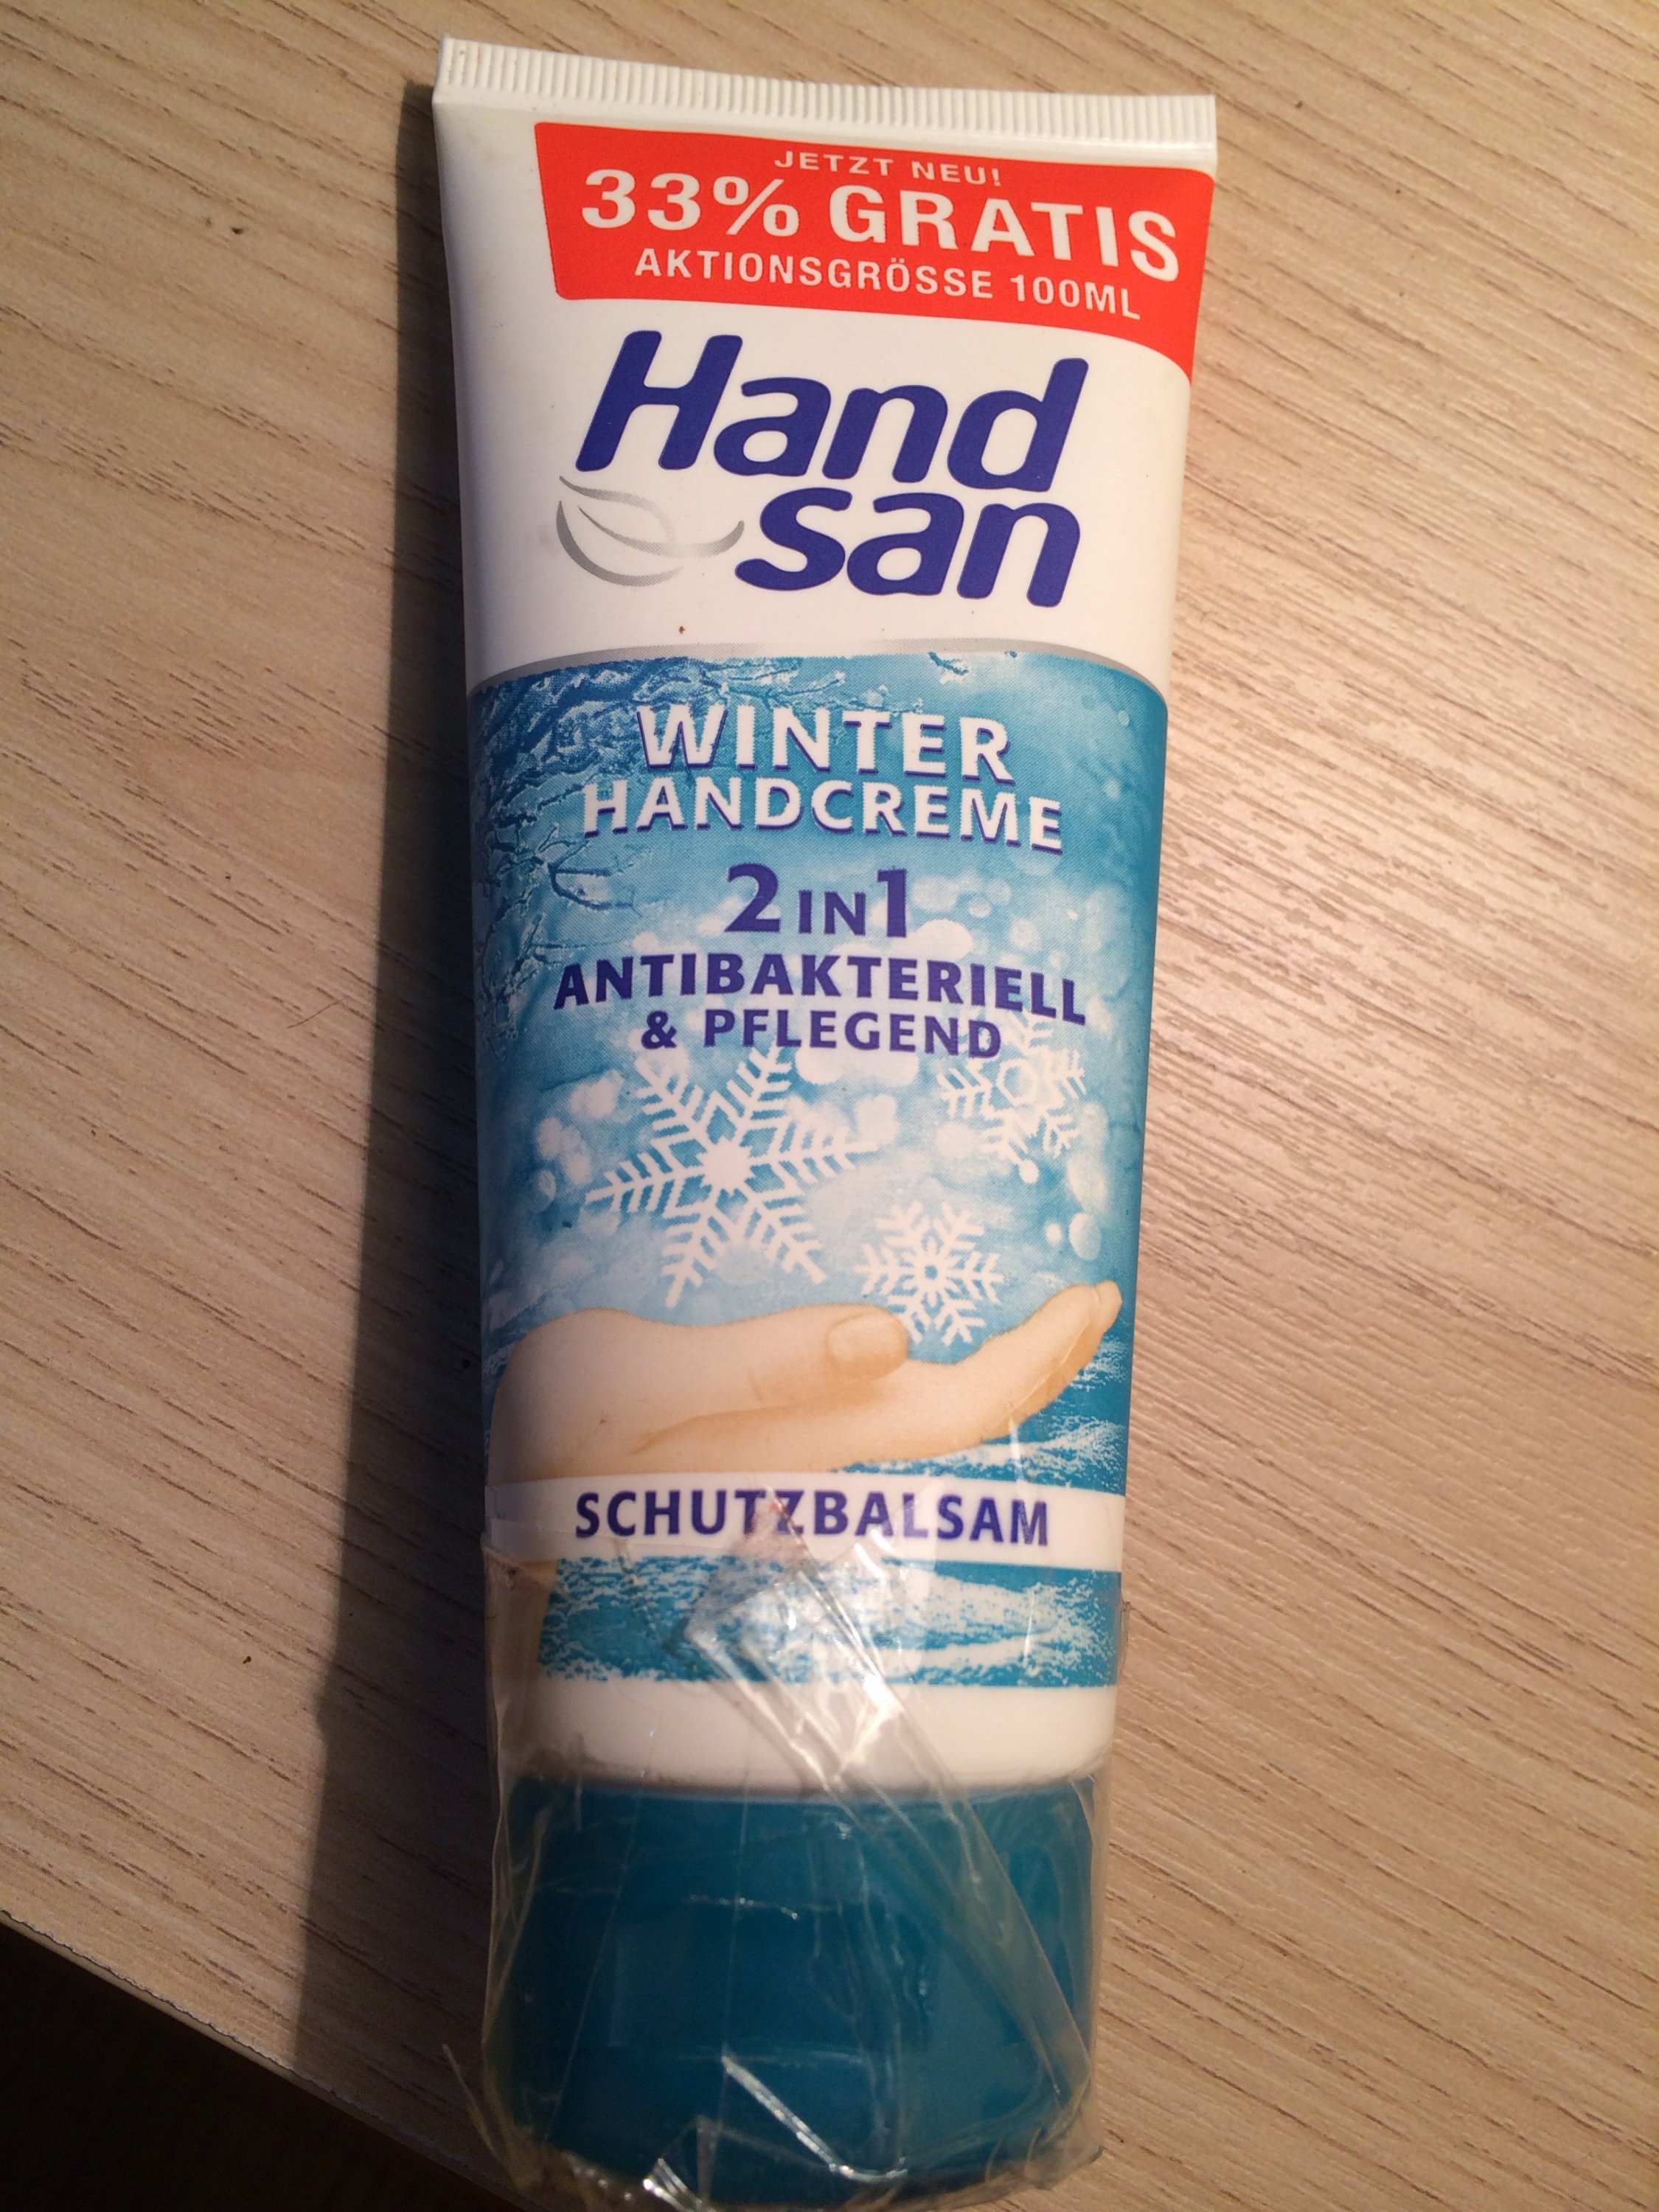 JETZT NEU!
33% GRATIS
AKTIONSGRÖSSE 100ML
Hand
san
WINTER
HANDCREME
2 IN 1
ANTIBAKTERIELL
& PFLEGEND
SCHUTZBALSAM